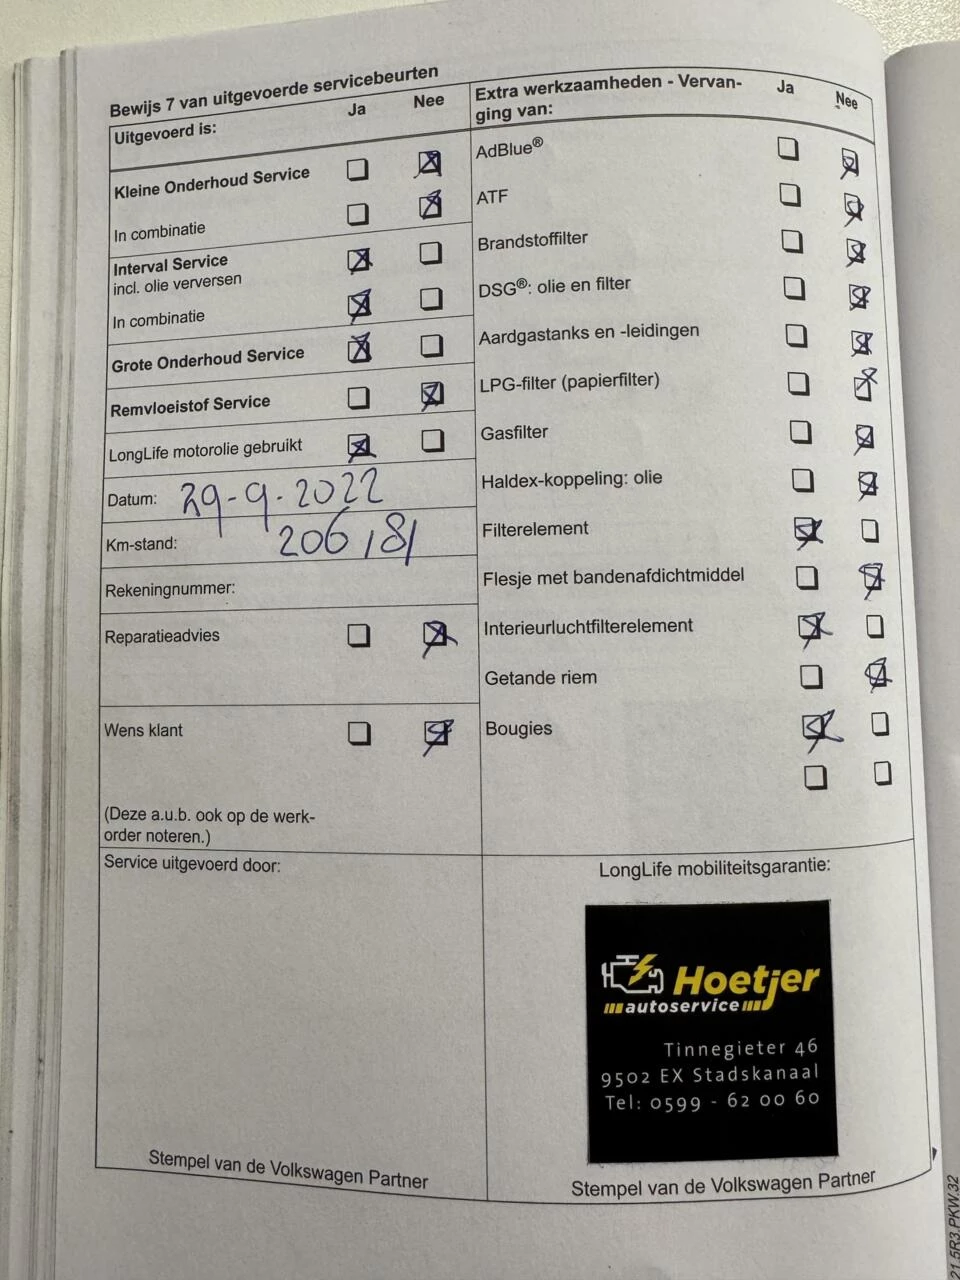 Bewijs 7 van uitgevoerde servicebeurten
Uitgevoerd is:
Ja
Nee
Kleine Onderhoud Service
In combinatie
Interval Service
incl. olie verversen
In combinatie
Grote Onderhoud Service
Remvloeistof Service
LongLife motorolie gebruikt
Datum: 29-9-2022
Km-stand: 206181
Rekeningnummer:
Reparatieadvies
Wens klant
(Deze a.u.b. ook op de werk-
order noteren.)
Service uitgevoerd door:
Stempel van de Volkswagen Partner
Extra werkzaamheden - Vervan-
ging van:
Ja
Nee
AdBlue®
ATF
Brandstoffilter
DSG®: olie en filter
Aardgastanks en -leidingen
LPG-filter (papierfilter)
Gasfilter
Haldex-koppeling: olie
Filterelement
Flesje met bandenafdichtmiddel
Interieurluchtfilterelement
Getande riem
Bougies
LongLife mobiliteitsgarantie:
Hoetjer
autoservice
Tinnegieter 46
9502 EX Stadskanaal
Tel: 0599 - 62 00 60
Stempel van de Volkswagen Partner
21.5R3.PKW.32